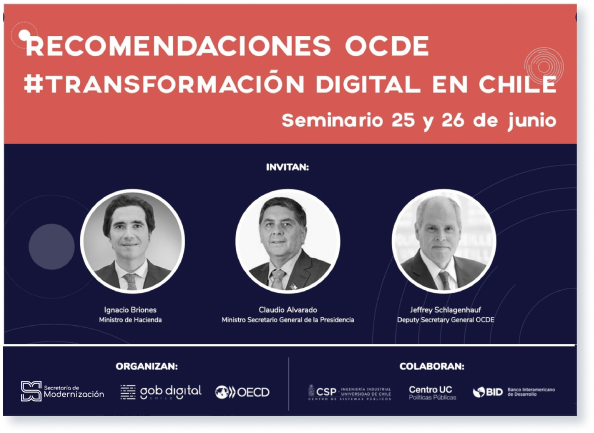 RECOMENDACIONES OCDE
#TRANSFORMACIÓN DIGITAL EN CHILE
Seminario 25 y 26 de junio
INVITAN:
Ignacio Briones
Ministro de Hacienda
Claudio Alvarado
Ministro Secretario General de la Presidencia
Jeffrey Schlagenhauf
Deputy Secretary General OCDE
ORGANIZAN:
Secretaría de
Modernización
gob digital
CHILE
OECD
COLABORAN:
CSP
INGENIERÍA INDUSTRIAL
UNIVERSIDAD DE CHILE
CENTRO DE SISTEMAS PÚBLICOS
Centro UC
Políticas Públicas
BID
Banco Interamericano
de Desarrollo